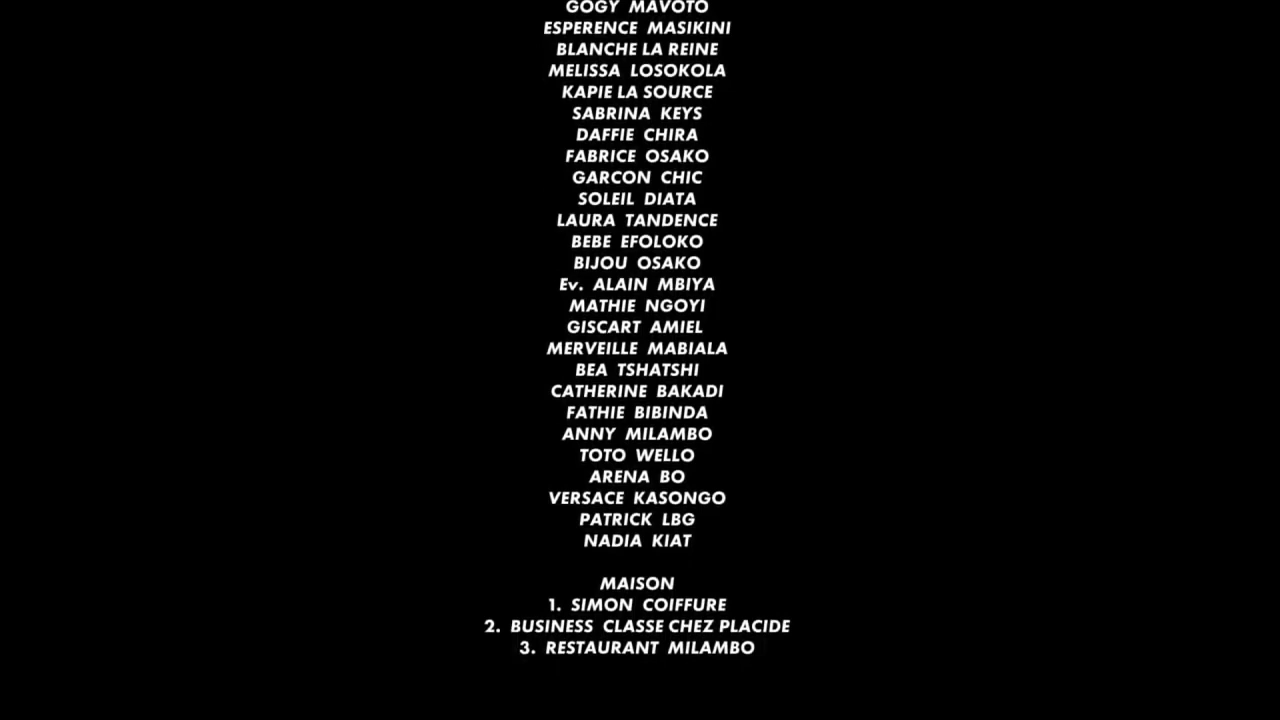 GOGY MAVOTO
ESPERENCE MASIKINI
BLANCHE LA REINE
MELISSA LOSOKOLA
KAPIE LA SOURCE
SABRINA KEYS
DAFFIE CHIRA
FABRICE OSAKO
GARCON CHIC
SOLEIL DIATA
LAURA TANDENCE
BEBE EFOLOKO
BIJOU OSAKO
Ev. ALAIN MBIYA
MATHIE NGOYI
GISCART AMIEL
MERVEILLE MABIALA
BEA TSHATSHI
CATHERINE BAKADI
FATHIE BIBINDA
ANNY MILAMBO
TOTO WELLO
ARENA BO
VERSACE KASONGO
PATRICK LBG
NADIA KIAT
MAISON
1. SIMON COIFFURE
2. BUSINESS CLASSE CHEZ PLACIDE
3. RESTAURANT MILAMBO